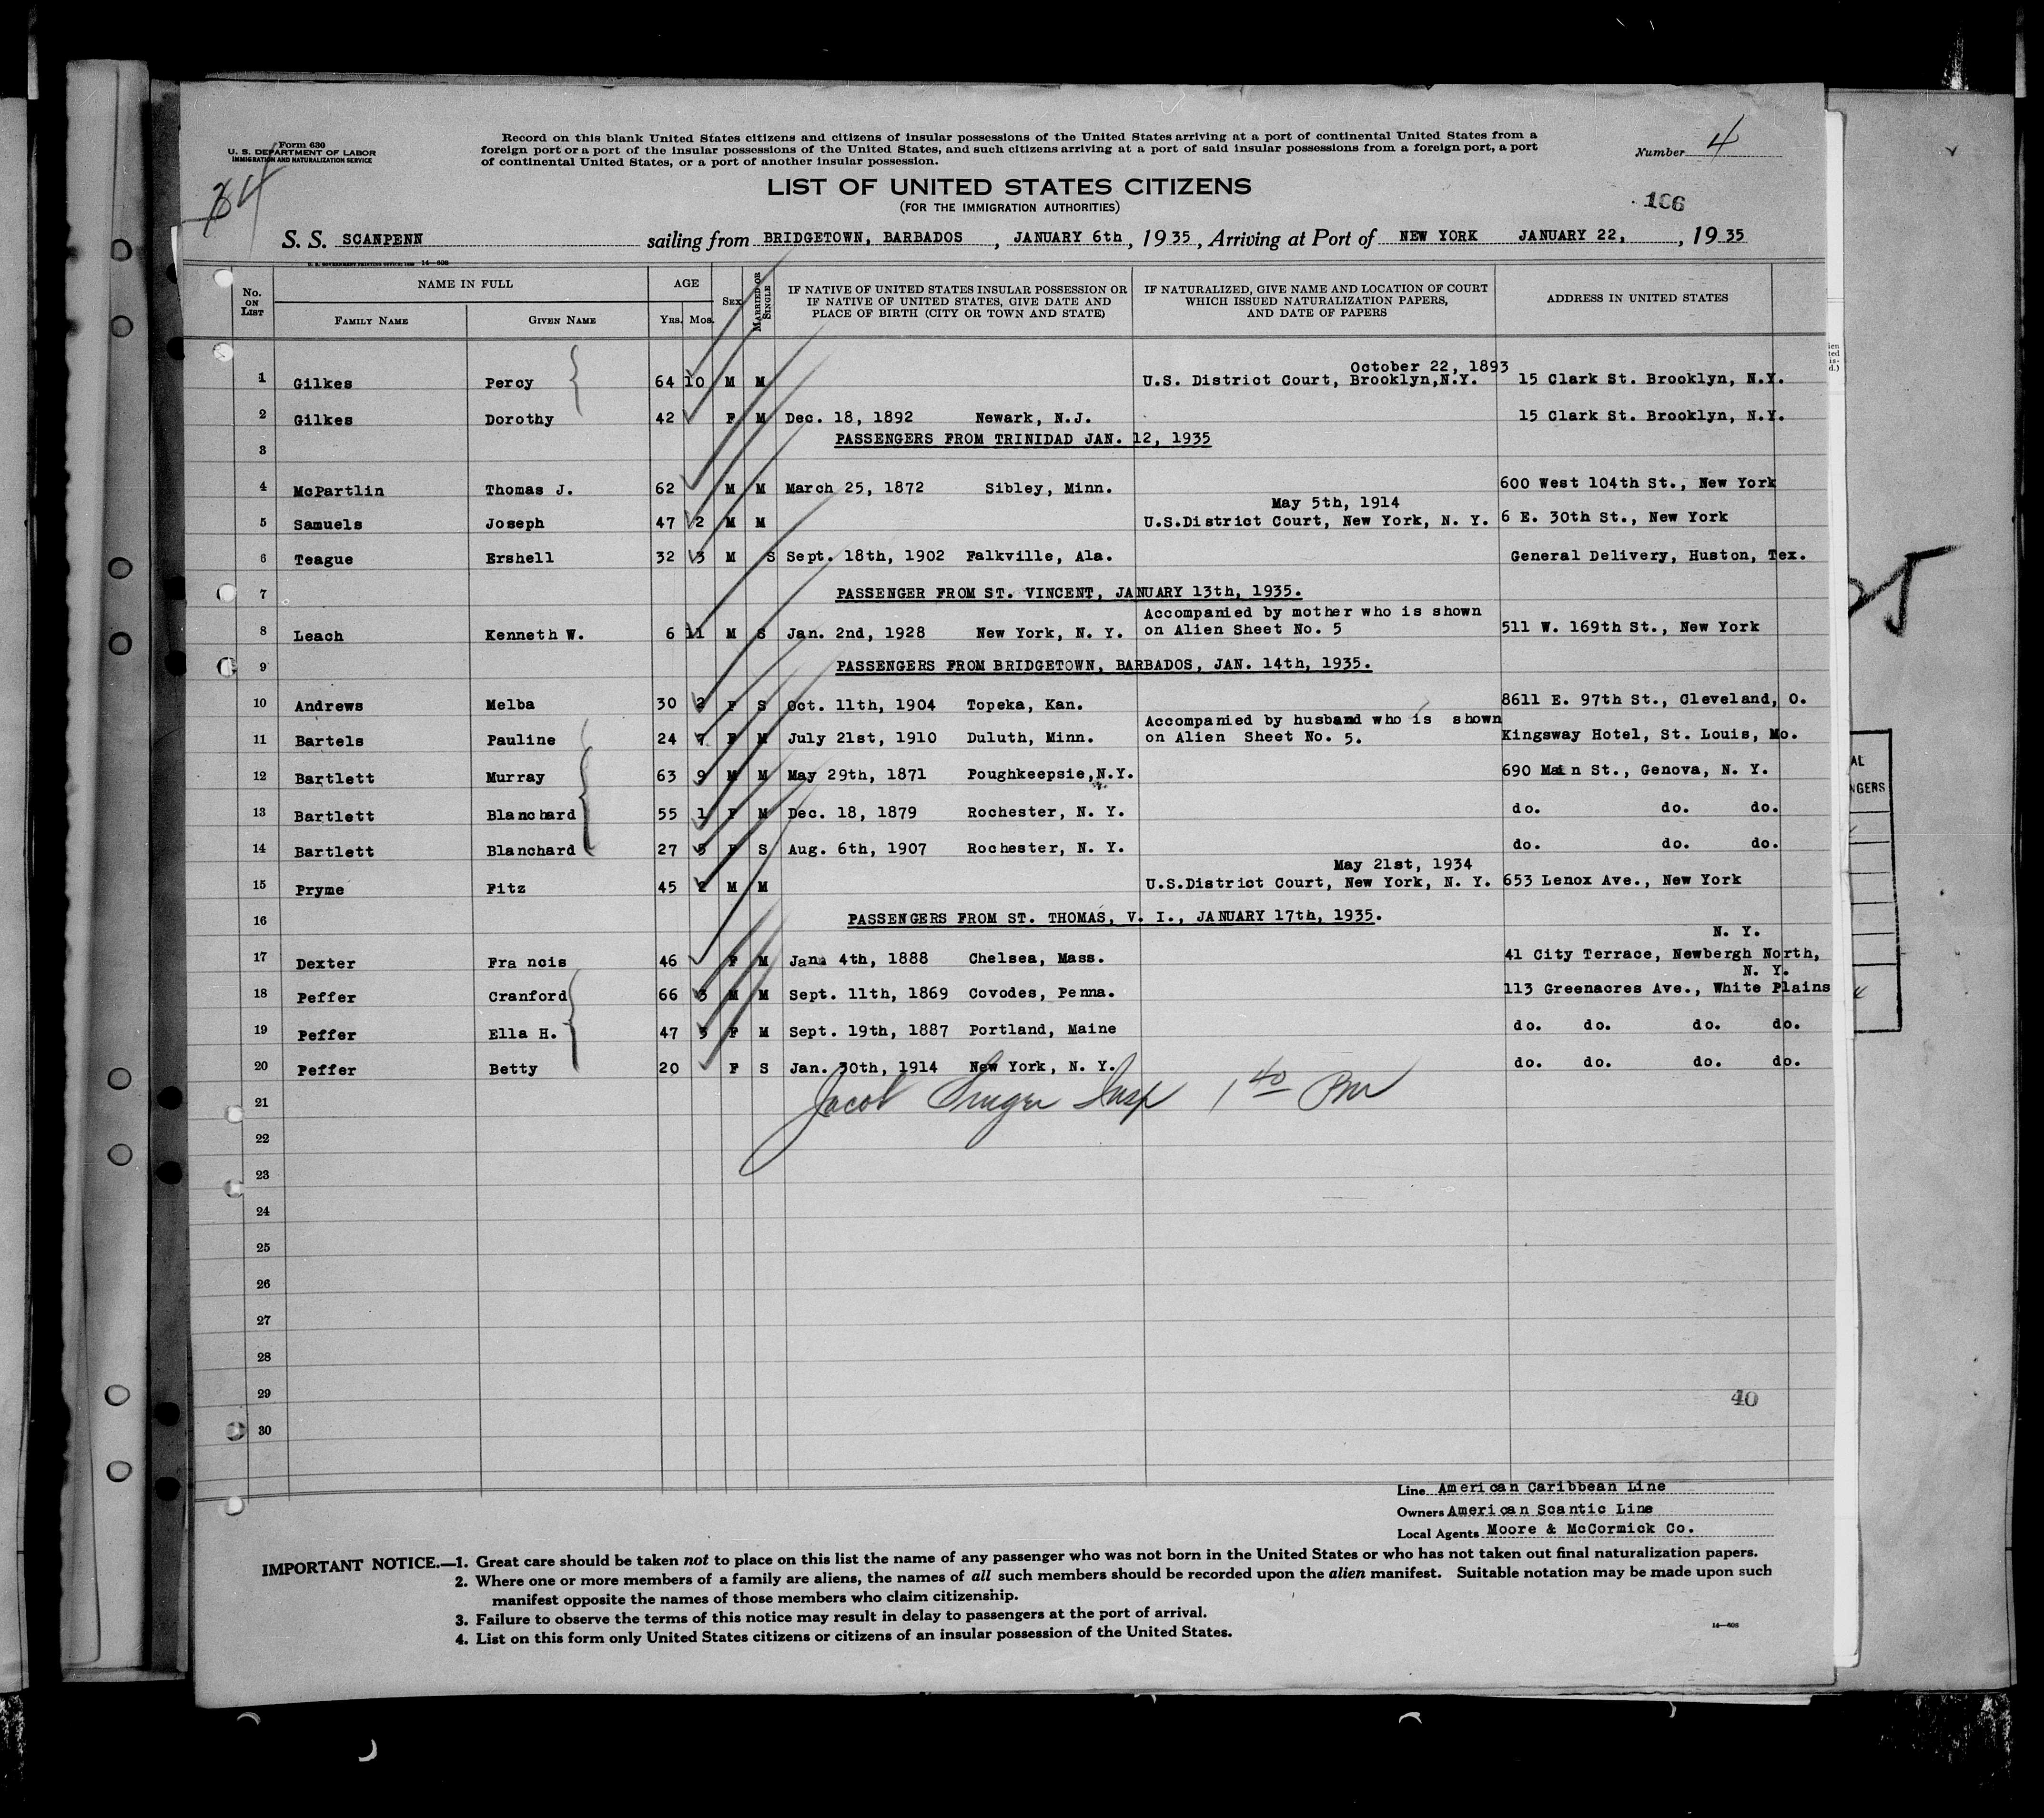 Form 630
U. S. DEPARTMENT OF LABOR
IMMIGRATION AND NATURALIZATION SERVICE
Record on this blank United States citizens and citizens of insular possessions of the United States arriving at a port of continental United States from a
foreign port or a port of the insular possessions of the United States, and such citizens arriving at a port of said insular possessions from a foreign port, a port
of continental United States, or a port of another insular possession.
Number 4
34
LIST OF UNITED STATES CITIZENS
(FOR THE IMMIGRATION AUTHORITIES)
166
S. S. SCANPENN sailing from BRIDGETOWN, BARBADOS, JANUARY 6th, 1935, Arriving at Port of NEW YORK JANUARY 22, , 1935
U. S. GOVERNMENT PRINTING OFFICE: 14—608
No. ON LIST
NAME IN FULL
FAMILY NAME GIVEN NAME
AGE
YRS. MOS.
SEX
MARRIED OR SINGLE
IF NATIVE OF UNITED STATES INSULAR POSSESSION OR
IF NATIVE OF UNITED STATES, GIVE DATE AND
PLACE OF BIRTH (CITY OR TOWN AND STATE)
IF NATURALIZED, GIVE NAME AND LOCATION OF COURT
WHICH ISSUED NATURALIZATION PAPERS,
AND DATE OF PAPERS
ADDRESS IN UNITED STATES
October 22, 1893
1 Gilkes Percy 64 10 M M U.S. District Court, Brooklyn,N.Y. 15 Clark St. Brooklyn, N.Y.
2 Gilkes Dorothy 42 F M Dec. 18, 1892 Newark, N.J. 15 Clark St. Brooklyn, N.Y.
3 PASSENGERS FROM TRINIDAD JAN. 12, 1935
4 McPartlin Thomas J. 62 M M March 25, 1872 Sibley, Minn. 600 West 104th St., New York
May 5th, 1914
5 Samuels Joseph 47 2 M M U.S.District Court, New York, N. Y. 6 E. 30th St., New York
6 Teague Ershell 32 3 M S Sept. 18th, 1902 Falkville, Ala. General Delivery, Huston, Tex.
7 PASSENGER FROM ST. VINCENT, JANUARY 13th, 1935.
Accompanied by mother who is shown
8 Leach Kenneth W. 6 11 M S Jan. 2nd, 1928 New York, N. Y. on Alien Sheet No. 5 511 W. 169th St., New York
9 PASSENGERS FROM BRIDGETOWN, BARBADOS, JAN. 14th, 1935.
10 Andrews Melba 30 2 F S Oct. 11th, 1904 Topeka, Kan. 8611 E. 97th St., Cleveland, O.
Accompanied by husband who is shown
11 Bartels Pauline 24 7 F M July 21st, 1910 Duluth, Minn. on Alien Sheet No. 5. Kingsway Hotel, St. Louis, Mo.
12 Bartlett Murray 63 9 M M May 29th, 1871 Poughkeepsie,N.Y. 690 Main St., Genova, N. Y.
13 Bartlett Blanchard 55 1 F M Dec. 18, 1879 Rochester, N. Y. do. do. do.
14 Bartlett Blanchard 27 5 F S Aug. 6th, 1907 Rochester, N. Y. do. do. do.
May 21st, 1934
15 Pryme Fitz 45 2 M M U.S.District Court, New York, N. Y. 653 Lenox Ave., New York
16 PASSENGERS FROM ST. THOMAS, V. I., JANUARY 17th, 1935.
N. Y.
17 Dexter Francis 46 F M Jan. 4th, 1888 Chelsea, Mass. 41 City Terrace, Newbergh North,
N. Y.
18 Peffer Cranford 66 3 M M Sept. 11th, 1869 Covodes, Penna. 113 Greenacres Ave., White Plains
19 Peffer Ella H. 47 3 F M Sept. 19th, 1887 Portland, Maine do. do. do. do.
20 Peffer Betty 20 F S Jan. 30th, 1914 New York, N. Y. do. do. do. do.
21 Jacob Insp 1 40 PM
22
23
24
25
26
27
28
29
40
30
Line American Caribbean Line
Owners American Scantic Line
Local Agents Moore & McCormick Co.
IMPORTANT NOTICE.—1. Great care should be taken not to place on this list the name of any passenger who was not born in the United States or who has not taken out final naturalization papers.
2. Where one or more members of a family are aliens, the names of all such members should be recorded upon the alien manifest. Suitable notation may be made upon such
manifest opposite the names of those members who claim citizenship.
3. Failure to observe the terms of this notice may result in delay to passengers at the port of arrival.
4. List on this form only United States citizens or citizens of an insular possession of the United States.
14—608